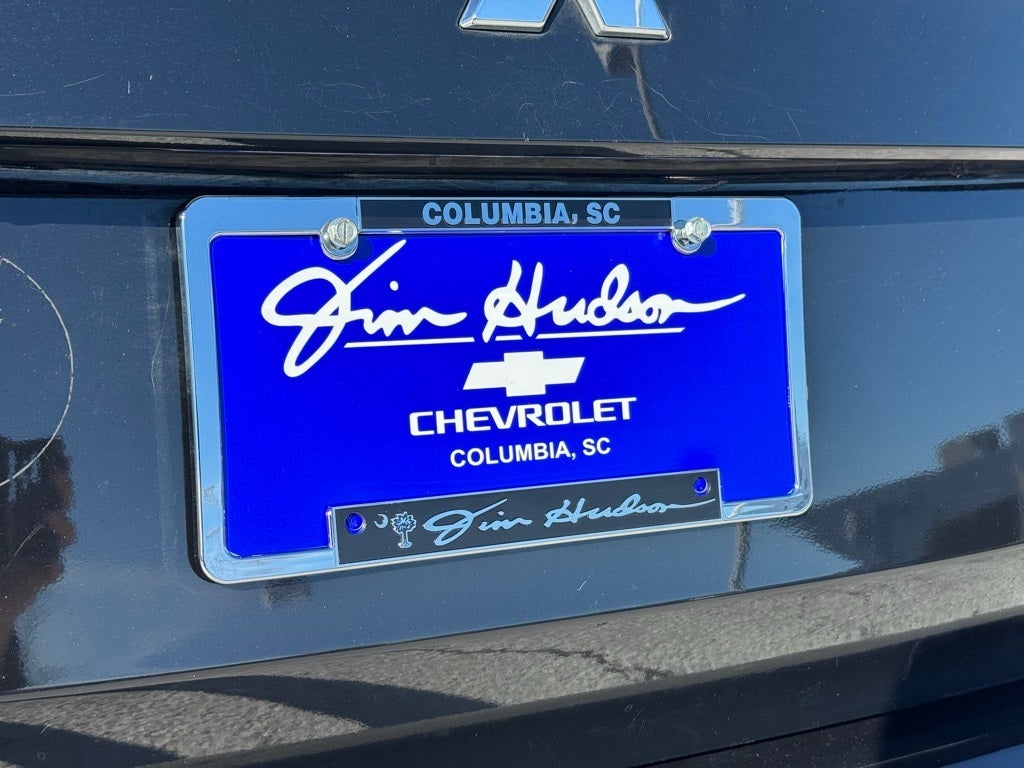 COLUMBIA, SC
Jim Hudson
CHEVROLET
COLUMBIA, SC
Jim Hudson